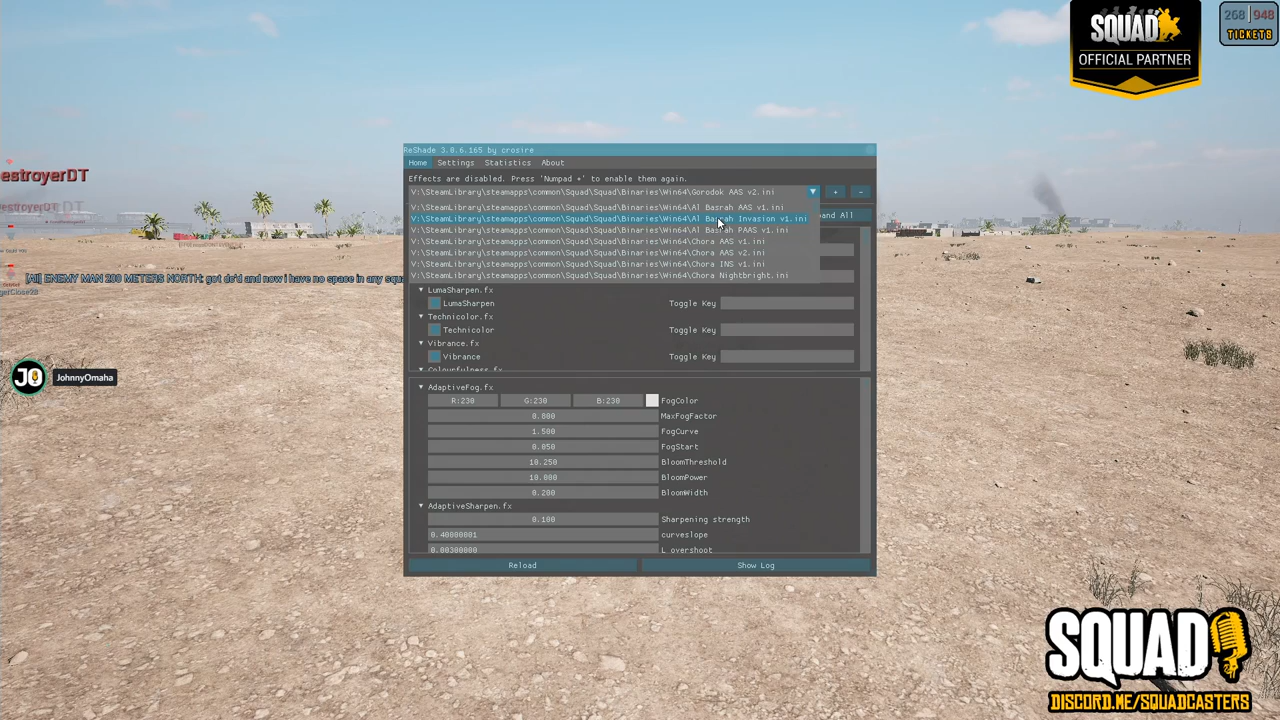 268 948
TICKETS
SQUAD
OFFICIAL PARTNER
ReShade 3.0.6.165 by crosire
Home Settings Statistics About
Effects are disabled. Press 'Numpad +' to enable them again.
V:\SteamLibrary\steamapps\common\Squad\Squad\Binaries\Win64\Gorodok AAS v2.ini
+ -
V:\SteamLibrary\steamapps\common\Squad\Squad\Binaries\Win64\Al Basrah AAS v1.ini
V:\SteamLibrary\steamapps\common\Squad\Squad\Binaries\Win64\Al Basrah Invasion v1.ini
and All
V:\SteamLibrary\steamapps\common\Squad\Squad\Binaries\Win64\Al Basrah PAAS v1.ini
V:\SteamLibrary\steamapps\common\Squad\Squad\Binaries\Win64\Chora AAS v1.ini
V:\SteamLibrary\steamapps\common\Squad\Squad\Binaries\Win64\Chora AAS v2.ini
V:\SteamLibrary\steamapps\common\Squad\Squad\Binaries\Win64\Chora INS v1.ini
V:\SteamLibrary\steamapps\common\Squad\Squad\Binaries\Win64\Chora Nightbright.ini
estroyerDT
[All] ENEMY MAN 200 METERS NORTH: got dc'd and now i have no space in any squa
LumaSharpen.fx
LumaSharpen Toggle Key
Technicolor.fx
Technicolor Toggle Key
Vibrance.fx
Vibrance Toggle Key
Colourfulness.fx
JO JohnnyOmaha
AdaptiveFog.fx
R:230 G:230 B:230 FogColor
0.800 MaxFogFactor
1.500 FogCurve
0.050 FogStart
10.250 BloomThreshold
10.000 BloomPower
0.200 BloomWidth
AdaptiveSharpen.fx
0.100 Sharpening strength
0.40000001 curveslope
0.00300000 L overshoot
Reload Show Log
SQUAD
DISCORD.ME/SQUADCASTERS